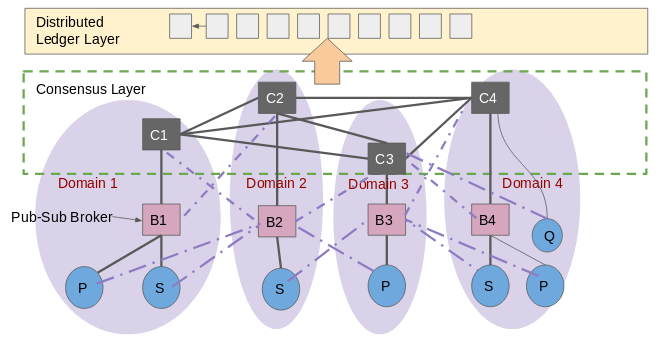 Distributed
Ledger Layer
Consensus Layer
C2
C4
C1
C3
Domain 1
Domain 2
Domain 3
Domain 4
Pub-Sub Broker
B1
B2
B3
B4
Q
P
S
S
P
S
P